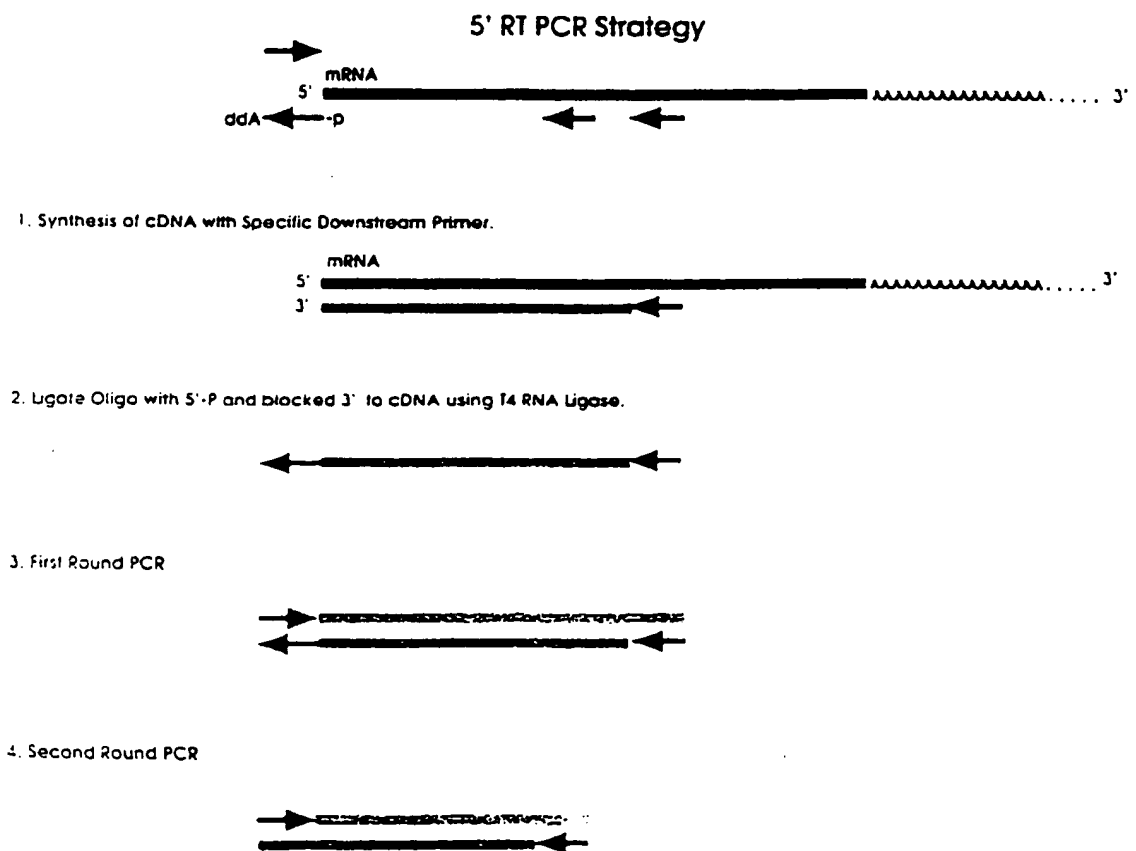 5' RT PCR Strategy
mRNA
5'
3'
ddA
-p
1. Synthesis of cDNA with Specific Downstream Primer.
mRNA
5'
3'
3'
2. Ligate Oligo with 5'-P and blocked 3' to cDNA using T4 RNA Ligase.
3. First Round PCR
4. Second Round PCR